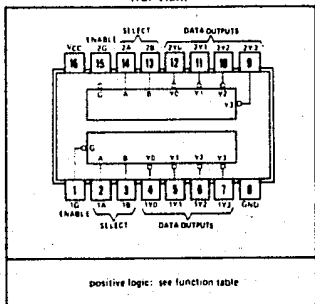 SELECT DATA OUTPUTS
VCC ENABLE 2G 2A 2B 2Y0 2Y1 2Y2 2Y3
16 15 14 13 12 11 10 9
G A B Y0 Y1 Y2 Y3
G A B Y0 Y1 Y2 Y3
1 2 3 4 5 6 7 8
1G 1A 1B 1Y0 1Y1 1Y2 1Y3 GND
ENABLE SELECT DATA OUTPUTS
positive logic: see function table